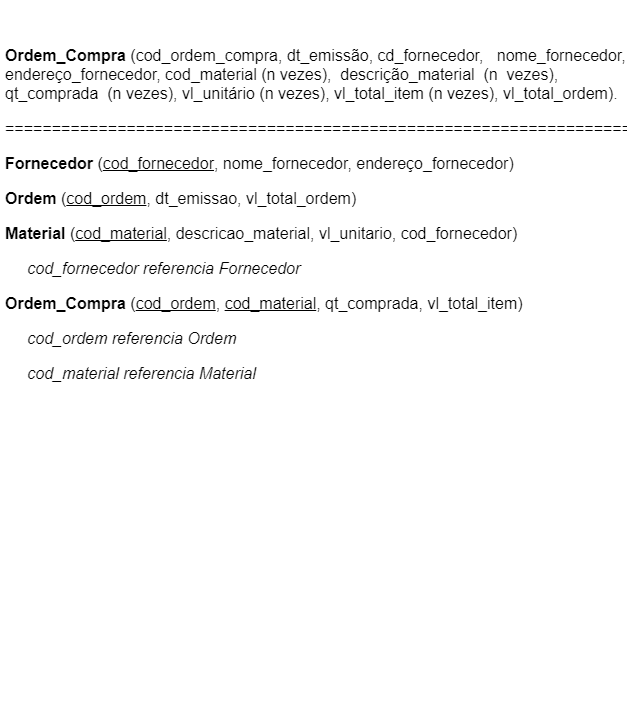 Ordem_Compra (cod_ordem_compra, dt_emissão, cd_fornecedor, nome_fornecedor,
endereço_fornecedor, cod_material (n vezes), descrição_material (n vezes),
qt_comprada (n vezes), vl_unitário (n vezes), vl_total_item (n vezes), vl_total_ordem).
====================================================================
Fornecedor (cod_fornecedor, nome_fornecedor, endereço_fornecedor)
Ordem (cod_ordem, dt_emissao, vl_total_ordem)
Material (cod_material, descricao_material, vl_unitario, cod_fornecedor)
cod_fornecedor referencia Fornecedor
Ordem_Compra (cod_ordem, cod_material, qt_comprada, vl_total_item)
cod_ordem referencia Ordem
cod_material referencia Material